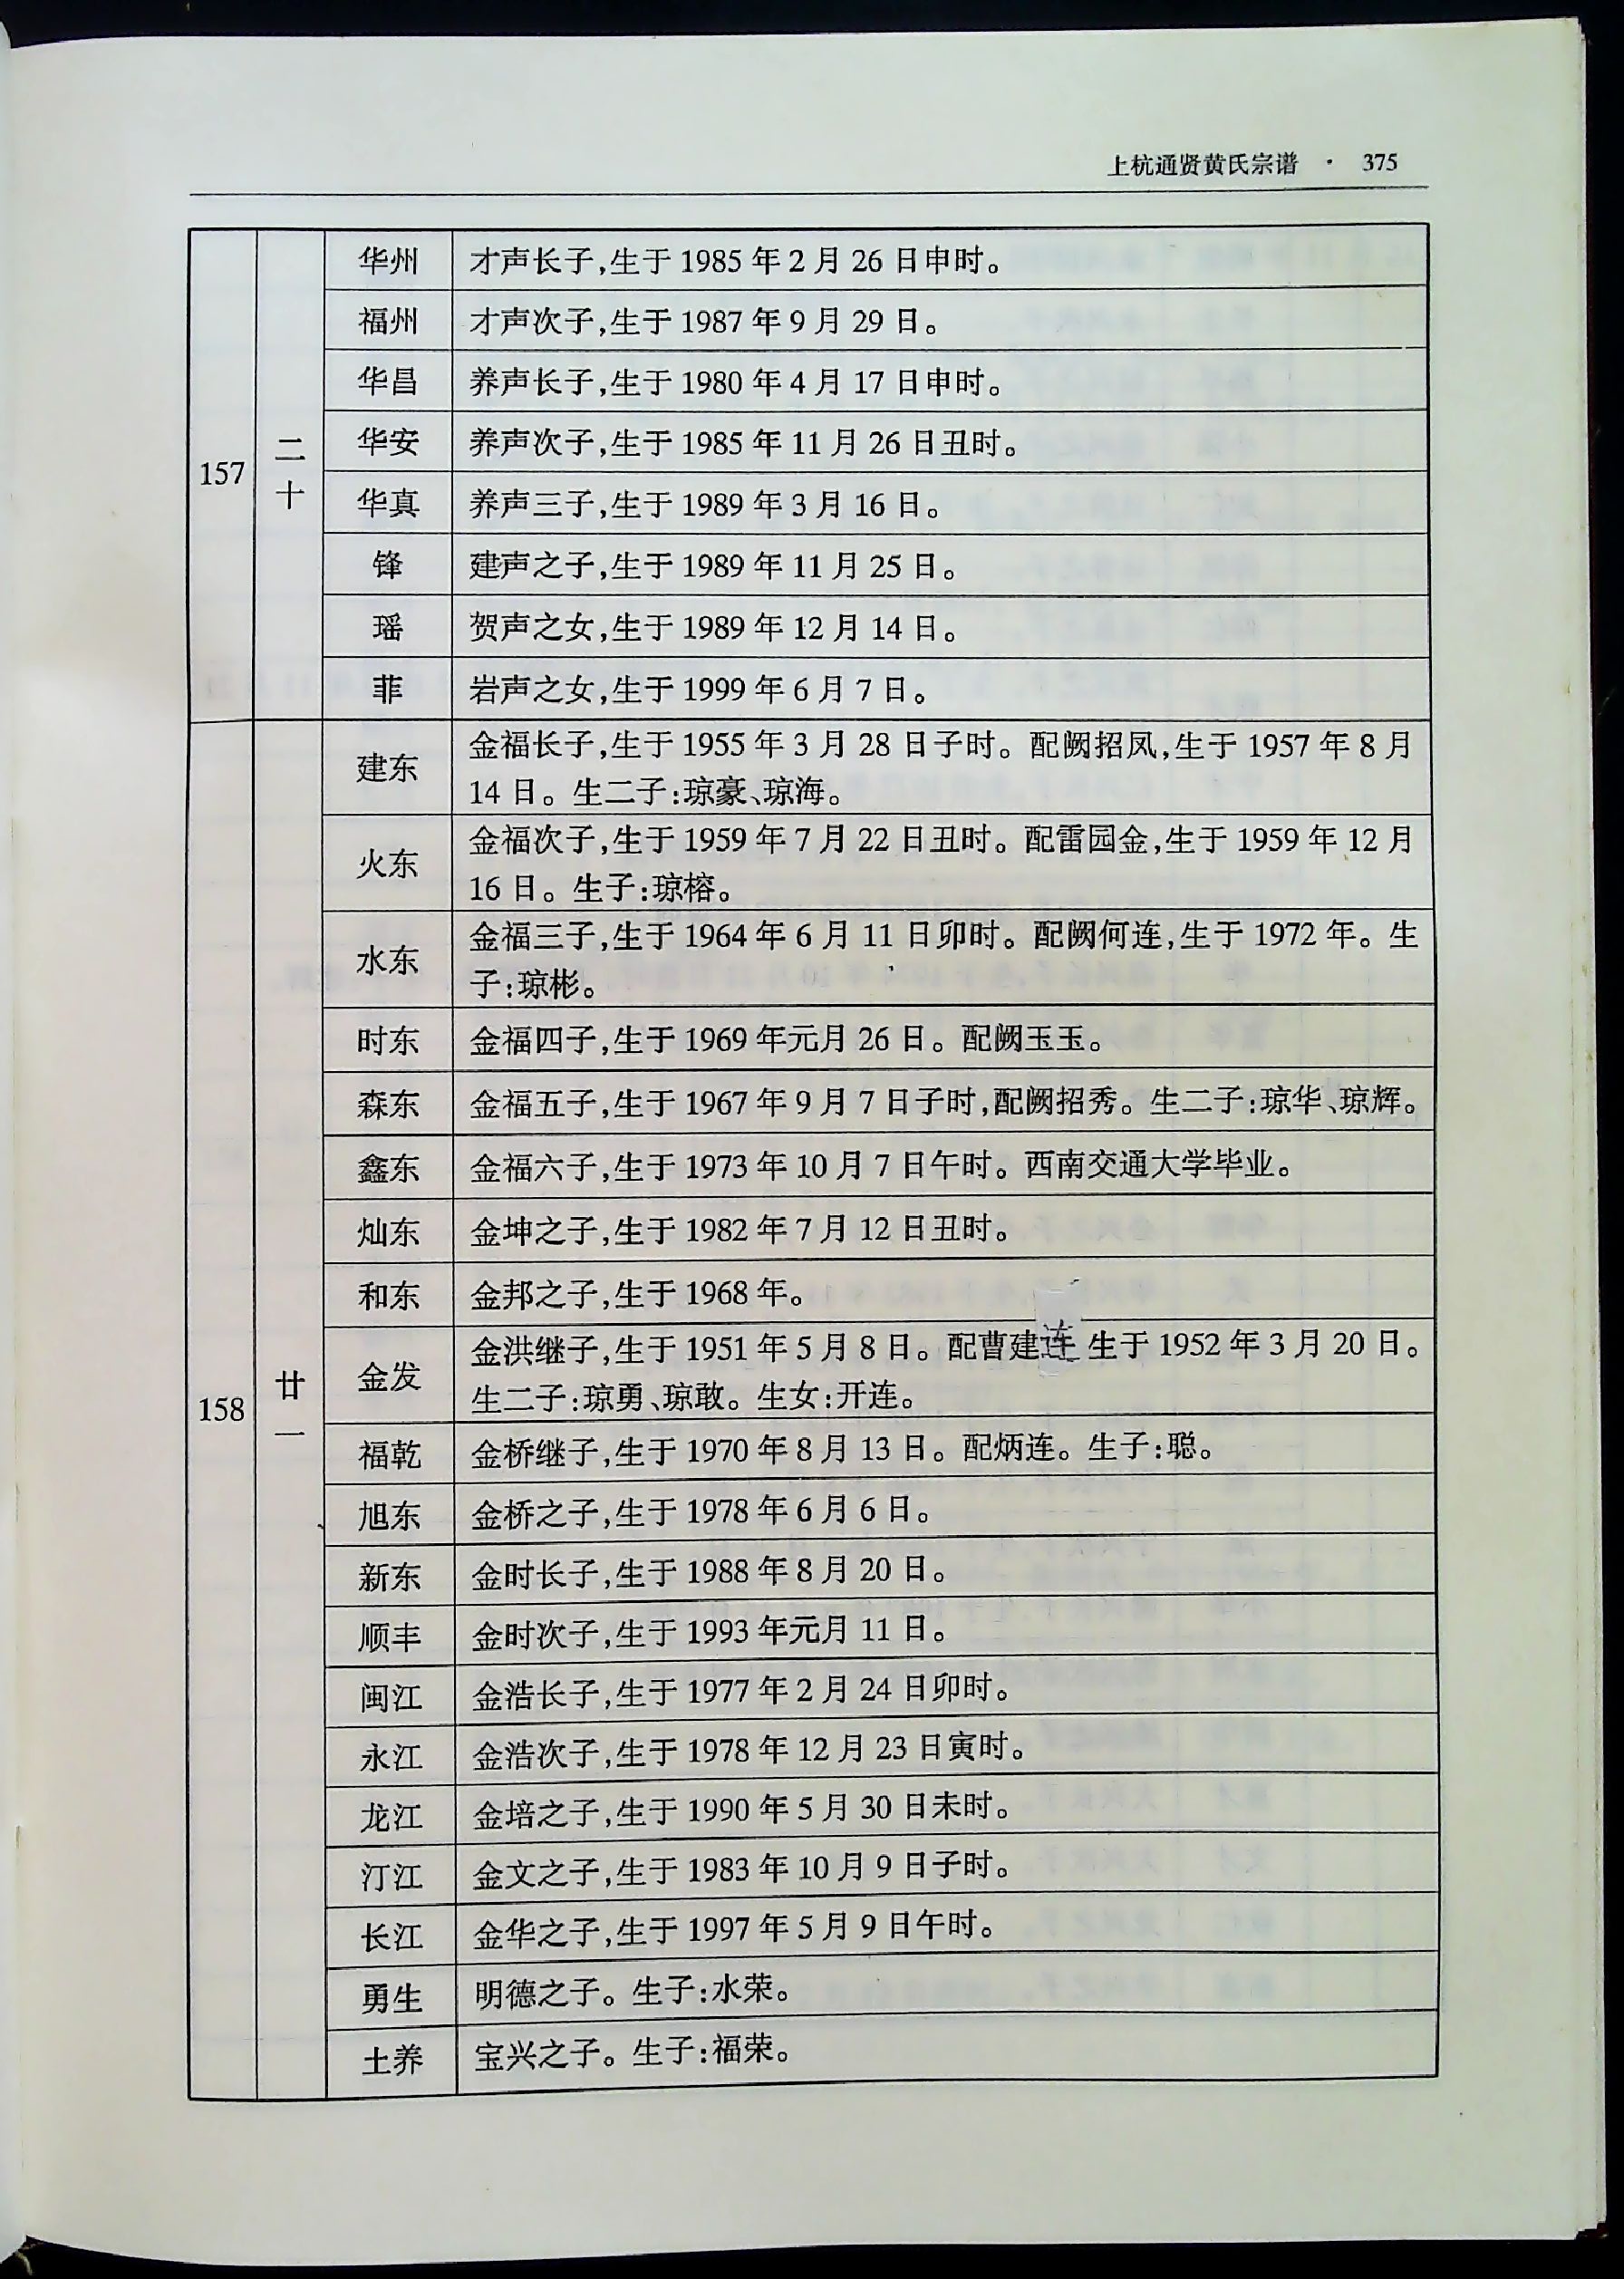 上杭通贤黄氏宗谱 · 375
157
二十
华州 才声长子,生于 1985 年 2 月 26 日申时。
福州 才声次子,生于 1987 年 9 月 29 日。
华昌 养声长子,生于 1980 年 4 月 17 日申时。
华安 养声次子,生于 1985 年 11 月 26 日丑时。
华真 养声三子,生于 1989 年 3 月 16 日。
锋 建声之子,生于 1989 年 11 月 25 日。
瑶 贺声之女,生于 1989 年 12 月 14 日。
菲 岩声之女,生于 1999 年 6 月 7 日。
158
廿一
建东 金福长子,生于 1955 年 3 月 28 日子时。配阙招凤,生于 1957 年 8 月
14 日。生二子:琼豪、琼海。
火东 金福次子,生于 1959 年 7 月 22 日丑时。配雷园金,生于 1959 年 12 月
16 日。生子:琼榕。
水东 金福三子,生于 1964 年 6 月 11 日卯时。配阙何连,生于 1972 年。生
子:琼彬。
时东 金福四子,生于 1969 年元月 26 日。配阙玉玉。
森东 金福五子,生于 1967 年 9 月 7 日子时,配阙招秀。生二子:琼华、琼辉。
鑫东 金福六子,生于 1973 年 10 月 7 日午时。西南交通大学毕业。
灿东 金坤之子,生于 1982 年 7 月 12 日丑时。
和东 金邦之子,生于 1968 年。
金发 金洪继子,生于 1951 年 5 月 8 日。配曹建连 生于 1952 年 3 月 20 日。
生二子:琼勇、琼敢。生女:开连。
福乾 金桥继子,生于 1970 年 8 月 13 日。配炳连。生子:聪。
旭东 金桥之子,生于 1978 年 6 月 6 日。
新东 金时长子,生于 1988 年 8 月 20 日。
顺丰 金时次子,生于 1993 年元月 11 日。
闽江 金浩长子,生于 1977 年 2 月 24 日卯时。
永江 金浩次子,生于 1978 年 12 月 23 日寅时。
龙江 金培之子,生于 1990 年 5 月 30 日未时。
汀江 金文之子,生于 1983 年 10 月 9 日子时。
长江 金华之子,生于 1997 年 5 月 9 日午时。
勇生 明德之子。生子:水荣。
土养 宝兴之子。生子:福荣。